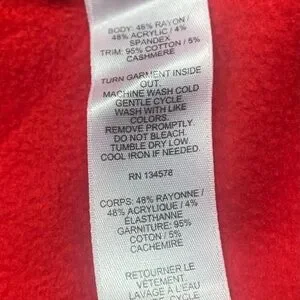 BODY: 48% RAYON /
48% ACRYLIC / 4%
SPANDEX
TRIM: 95% COTTON / 5%
CASHMERE
TURN GARMENT INSIDE
OUT.
MACHINE WASH COLD
GENTLE CYCLE.
WASH WITH LIKE
COLORS.
REMOVE PROMPTLY.
DO NOT BLEACH.
TUMBLE DRY LOW.
COOL IRON IF NEEDED.
RN 134578
CORPS: 48% RAYONNE /
48% ACRYLIQUE / 4%
ÉLASTHANNE
GARNITURE: 95%
COTON / 5%
CACHEMIRE
RETOURNER LE
VÊTEMENT.
LAVAGE À L'EAU